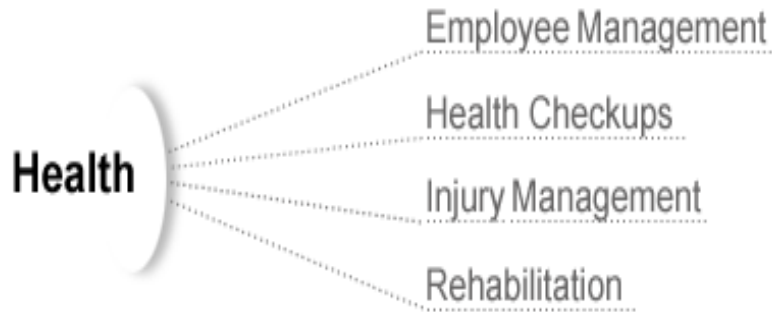 Employee Management
Health Checkups
Health
Injury Management
Rehabilitation